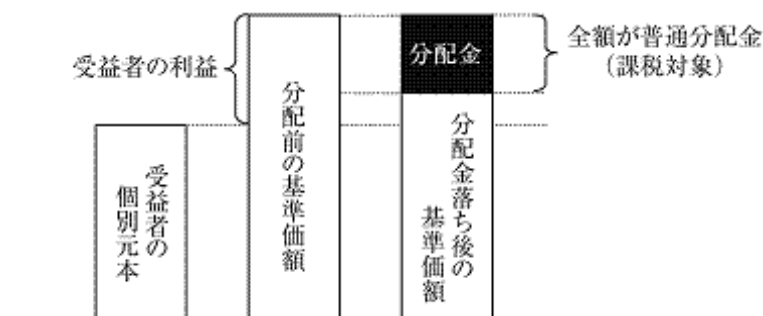 受益者の利益
分配金
全額が普通分配金
（課税対象）
受益者の
個別元本
分配前の基準価額
分配金落ち後の
基準価額